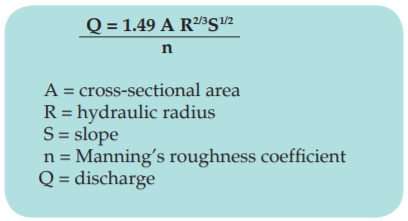 Q = 1.49 A R²/³S¹/²
n
A = cross-sectional area
R = hydraulic radius
S = slope
n = Manning's roughness coefficient
Q = discharge